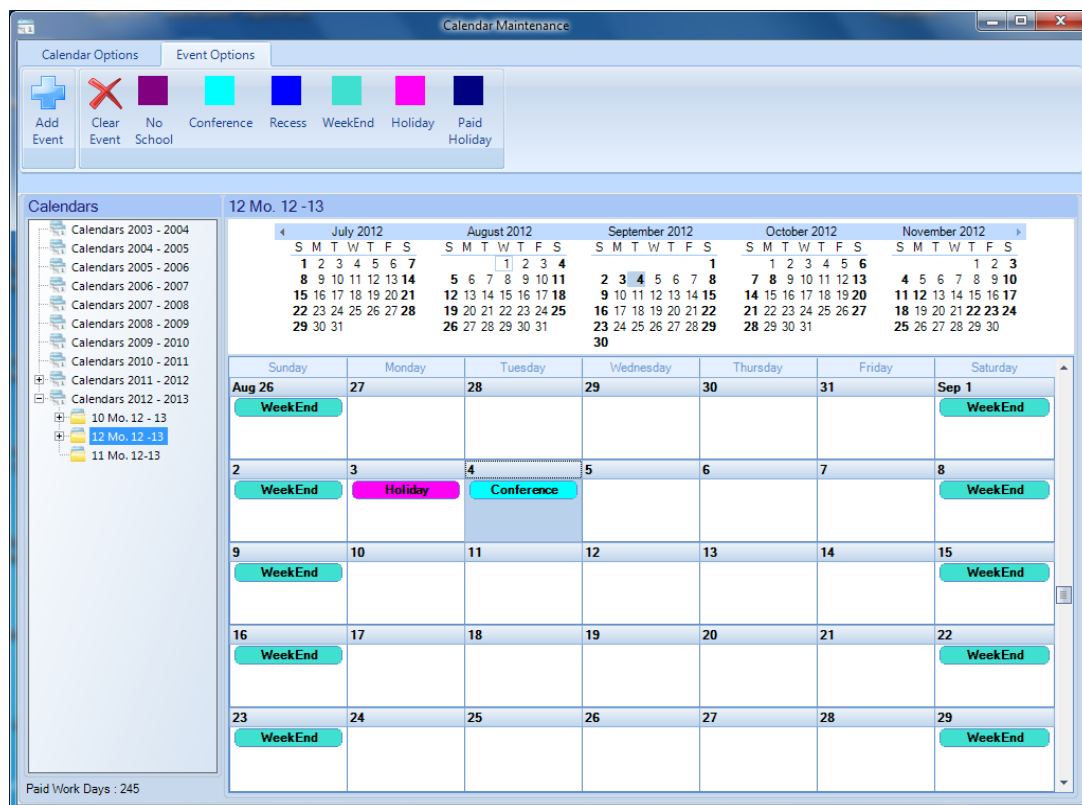 Calendar Maintenance
Calendar Options Event Options
Add Event
Clear Event
No School
Conference
Recess
WeekEnd
Holiday
Paid Holiday
Calendars
Calendars 2003 - 2004
Calendars 2004 - 2005
Calendars 2005 - 2006
Calendars 2006 - 2007
Calendars 2007 - 2008
Calendars 2008 - 2009
Calendars 2009 - 2010
Calendars 2010 - 2011
Calendars 2011 - 2012
Calendars 2012 - 2013
10 Mo. 12 - 13
12 Mo. 12 -13
11 Mo. 12-13
Paid Work Days : 245
12 Mo. 12 -13
July 2012
S M T W T F S
1 2 3 4 5 6 7
8 9 10 11 12 13 14
15 16 17 18 19 20 21
22 23 24 25 26 27 28
29 30 31
August 2012
S M T W T F S
1 2 3 4
5 6 7 8 9 10 11
12 13 14 15 16 17 18
19 20 21 22 23 24 25
26 27 28 29 30 31
September 2012
S M T W T F S
1
2 3 4 5 6 7 8
9 10 11 12 13 14 15
16 17 18 19 20 21 22
23 24 25 26 27 28 29
30
October 2012
S M T W T F S
1 2 3 4 5 6
7 8 9 10 11 12 13
14 15 16 17 18 19 20
21 22 23 24 25 26 27
28 29 30 31
November 2012
S M T W T F S
1 2 3
4 5 6 7 8 9 10
11 12 13 14 15 16 17
18 19 20 21 22 23 24
25 26 27 28 29 30
Sunday Monday Tuesday Wednesday Thursday Friday Saturday
Aug 26 27 28 29 30 31 Sep 1
WeekEnd WeekEnd
2 3 4 5 6 7 8
WeekEnd Holiday Conference WeekEnd
9 10 11 12 13 14 15
WeekEnd WeekEnd
16 17 18 19 20 21 22
WeekEnd WeekEnd
23 24 25 26 27 28 29
WeekEnd WeekEnd